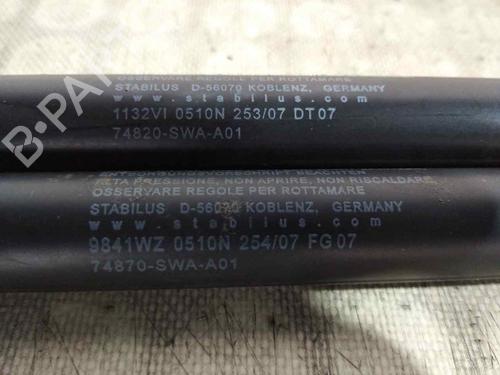 OSSERVARE REGOLE PER ROTTAMARE
STABILUS D-56070 KOBLENZ, GERMANY
www.stabilus.com
1132VI 0510N 253/07 DT07
74820-SWA-A01
ALTA PRESSIONE, NON APRIRE, NON RISCALDARE
OSSERVARE REGOLE PER ROTTAMARE
STABILUS D-56070 KOBLENZ, GERMANY
www.stabilus.com
9841WZ 0510N 254/07 FG07
74870-SWA-A01